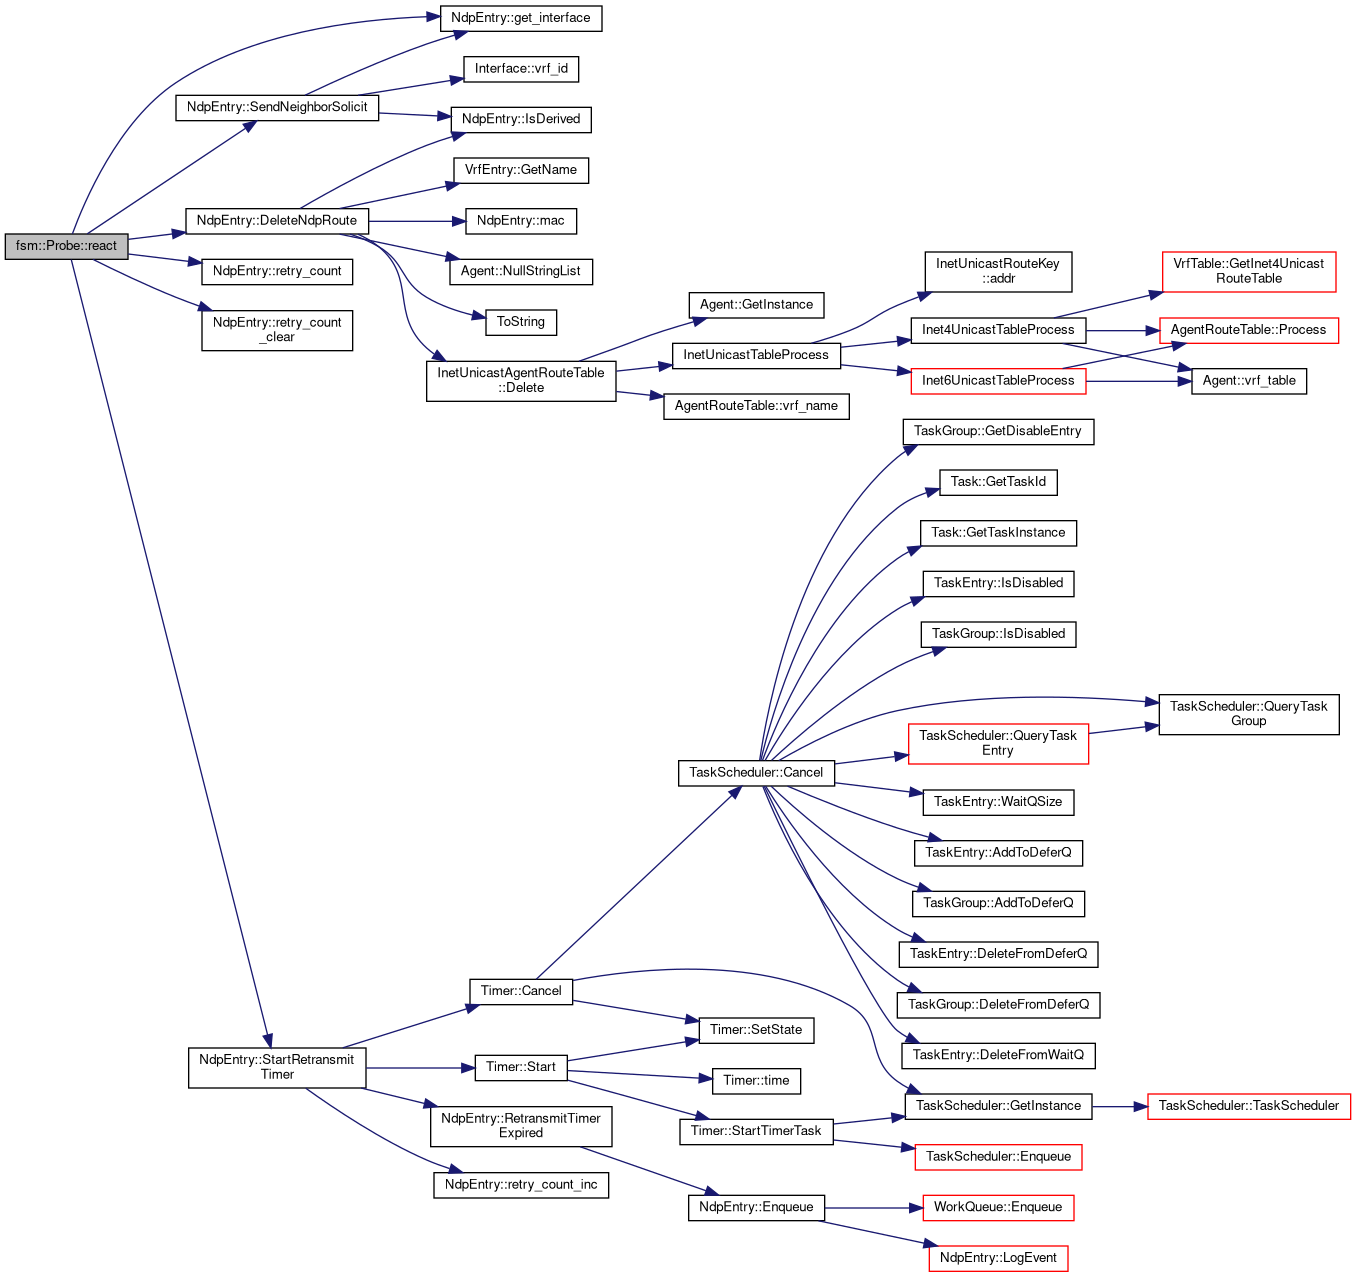 fsm::Probe::react
NdpEntry::get_interface
NdpEntry::SendNeighborSolicit
Interface::vrf_id
NdpEntry::IsDerived
NdpEntry::DeleteNdpRoute
VrfEntry::GetName
NdpEntry::mac
Agent::NullStringList
ToString
InetUnicastAgentRouteTable
::Delete
Agent::GetInstance
InetUnicastTableProcess
InetUnicastRouteKey
::addr
Inet4UnicastTableProcess
VrfTable::GetInet4Unicast
RouteTable
AgentRouteTable::Process
Agent::vrf_table
Inet6UnicastTableProcess
AgentRouteTable::vrf_name
NdpEntry::retry_count
NdpEntry::retry_count
_clear
NdpEntry::StartRetransmit
Timer
Timer::Cancel
TaskScheduler::Cancel
TaskGroup::GetDisableEntry
Task::GetTaskId
Task::GetTaskInstance
TaskEntry::IsDisabled
TaskGroup::IsDisabled
TaskScheduler::QueryTask
Group
TaskScheduler::QueryTask
Entry
TaskEntry::WaitQSize
TaskEntry::AddToDeferQ
TaskGroup::AddToDeferQ
TaskEntry::DeleteFromDeferQ
TaskGroup::DeleteFromDeferQ
TaskEntry::DeleteFromWaitQ
TaskScheduler::GetInstance
TaskScheduler::TaskScheduler
Timer::SetState
Timer::Start
Timer::time
Timer::StartTimerTask
TaskScheduler::Enqueue
NdpEntry::RetransmitTimer
Expired
NdpEntry::Enqueue
WorkQueue::Enqueue
NdpEntry::LogEvent
NdpEntry::retry_count_inc